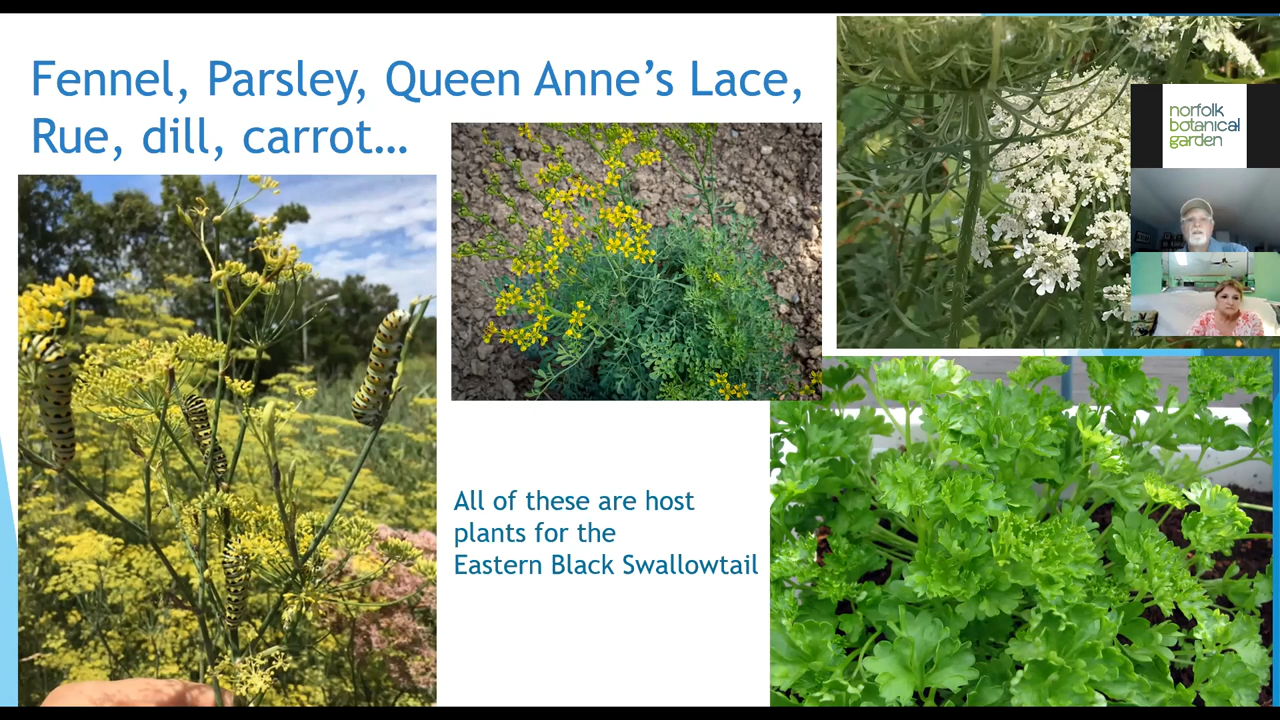 Fennel, Parsley, Queen Anne’s Lace,
Rue, dill, carrot…
All of these are host
plants for the
Eastern Black Swallowtail
norfolk
botanical
garden